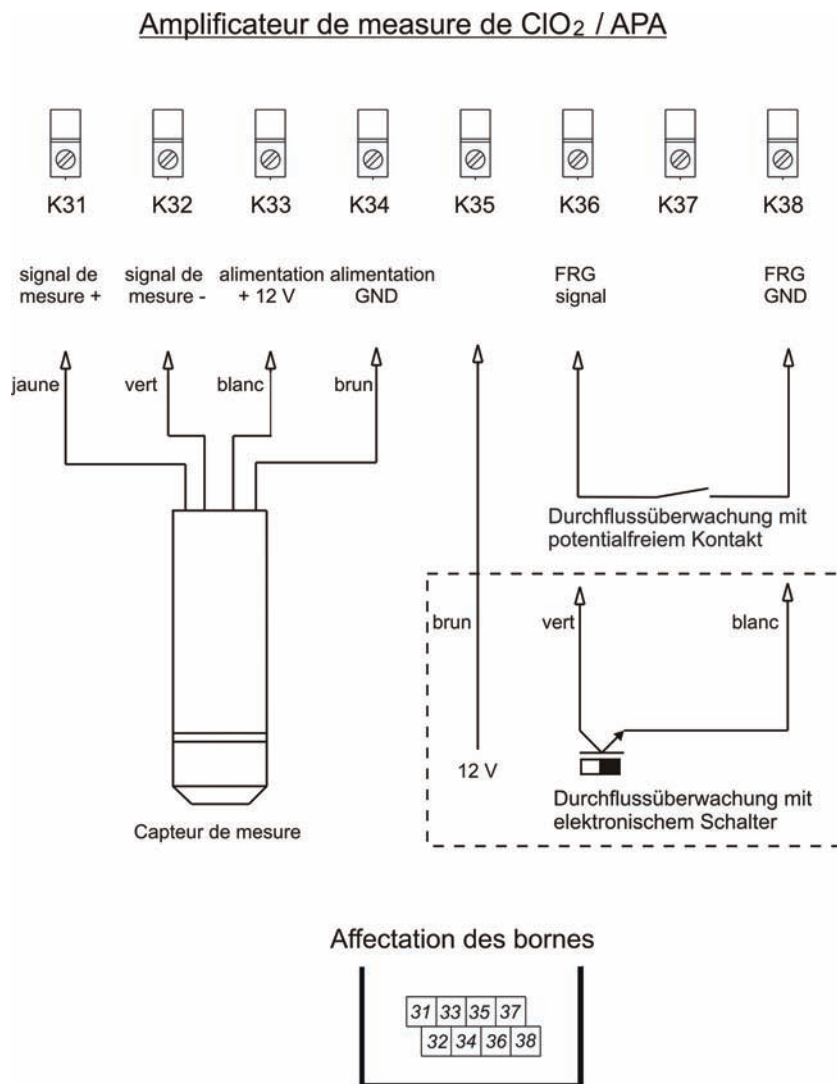 Amplificateur de measure de ClO₂ / APA
K31 K32 K33 K34 K35 K36 K37 K38
signal de mesure +
signal de mesure -
alimentation + 12 V
alimentation GND
FRG signal
FRG GND
jaune vert blanc brun
Durchflussüberwachung mit
potentialfreiem Kontakt
brun vert blanc
12 V
Durchflussüberwachung mit
elektronischem Schalter
Capteur de mesure
Affectation des bornes
31 33 35 37
32 34 36 38